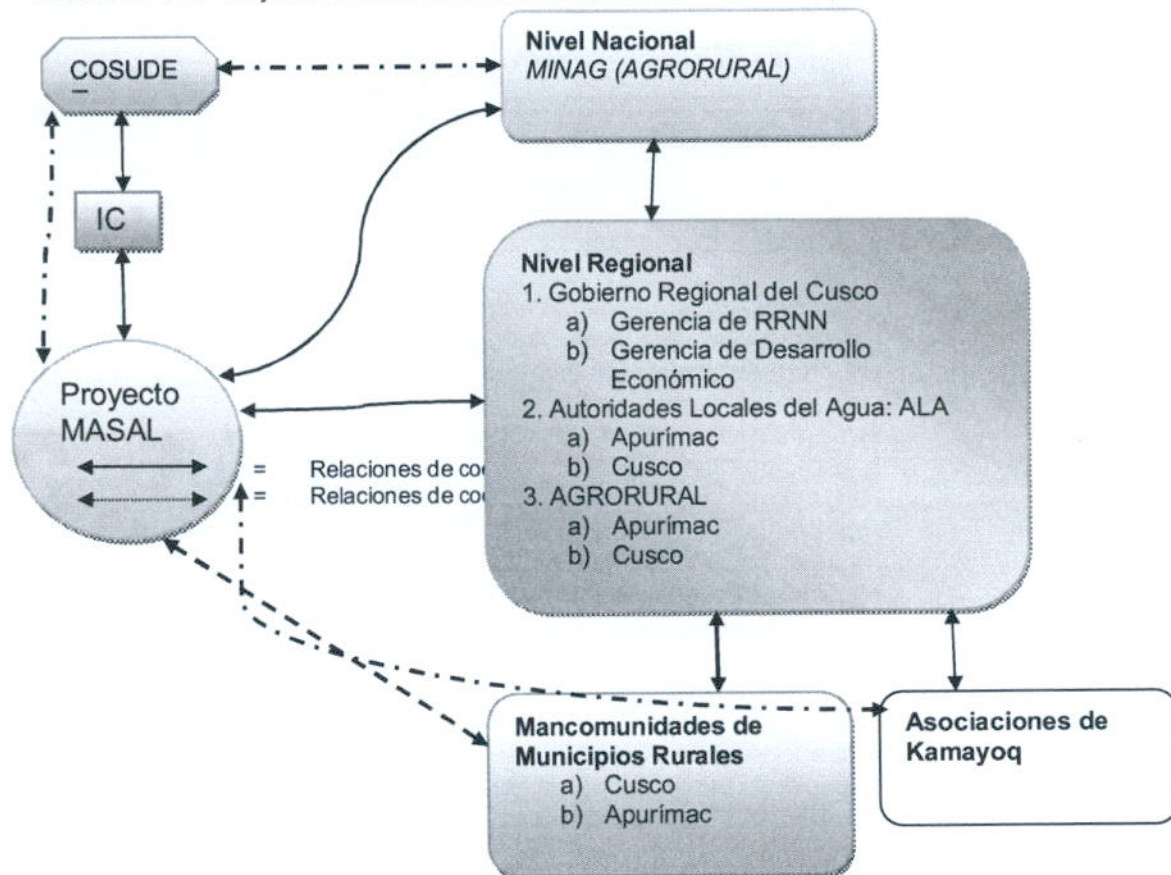 COSUDE
Nivel Nacional
MINAG (AGRORURAL)
IC
Nivel Regional
1. Gobierno Regional del Cusco
a) Gerencia de RRNN
b) Gerencia de Desarrollo
Económico
2. Autoridades Locales del Agua: ALA
a) Apurímac
b) Cusco
3. AGRORURAL
a) Apurímac
b) Cusco
Proyecto
MASAL
= Relaciones de
= Relaciones de
Mancomunidades de
Municipios Rurales
a) Cusco
b) Apurímac
Asociaciones de
Kamayoq